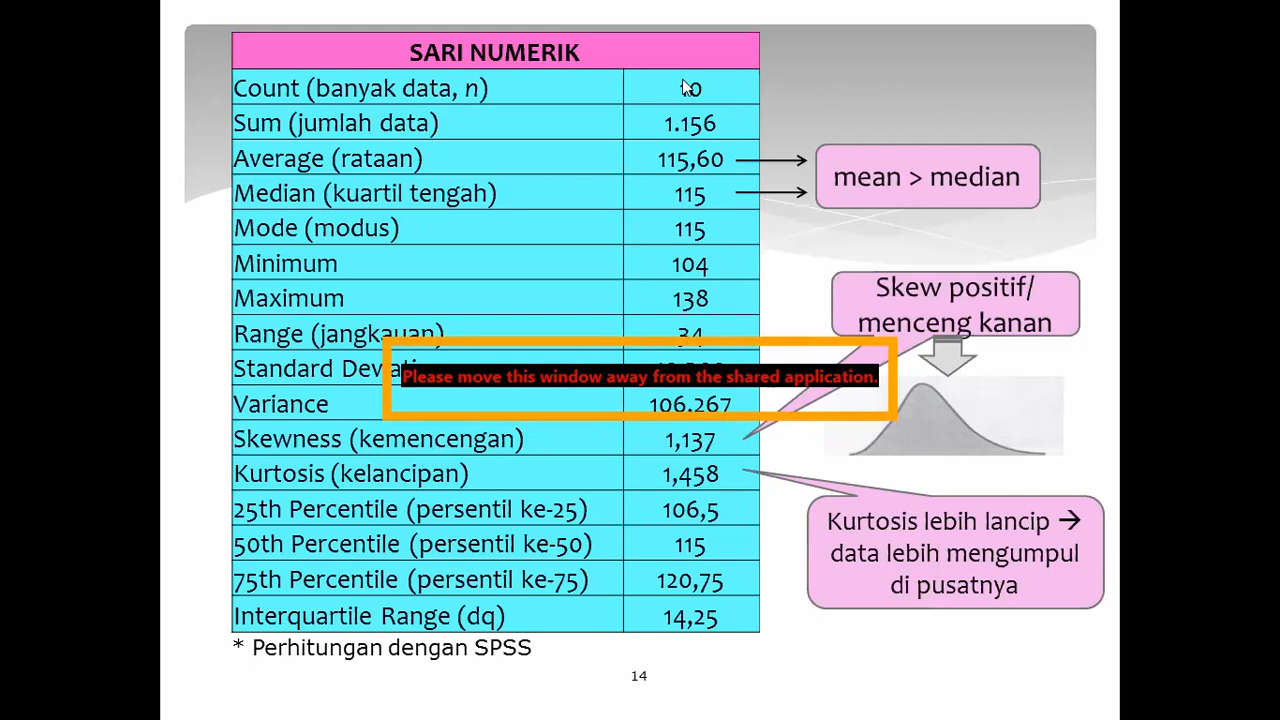 SARI NUMERIK
Count (banyak data, n)
Sum (jumlah data) 1.156
Average (rataan) 115,60
Median (kuartil tengah) 115
Mode (modus) 115
Minimum 104
Maximum 138
Range (jangkauan) 34
Standard
Variance 106.267
Skewness (kemencengan) 1,137
Kurtosis (kelancipan) 1,458
25th Percentile (persentil ke-25) 106,5
50th Percentile (persentil ke-50) 115
75th Percentile (persentil ke-75) 120,75
Interquartile Range (dq) 14,25
* Perhitungan dengan SPSS
mean > median
Skew positif/
menceng kanan
Please move this window away from the shared application.
Kurtosis lebih lancip →
data lebih mengumpul
di pusatnya
14